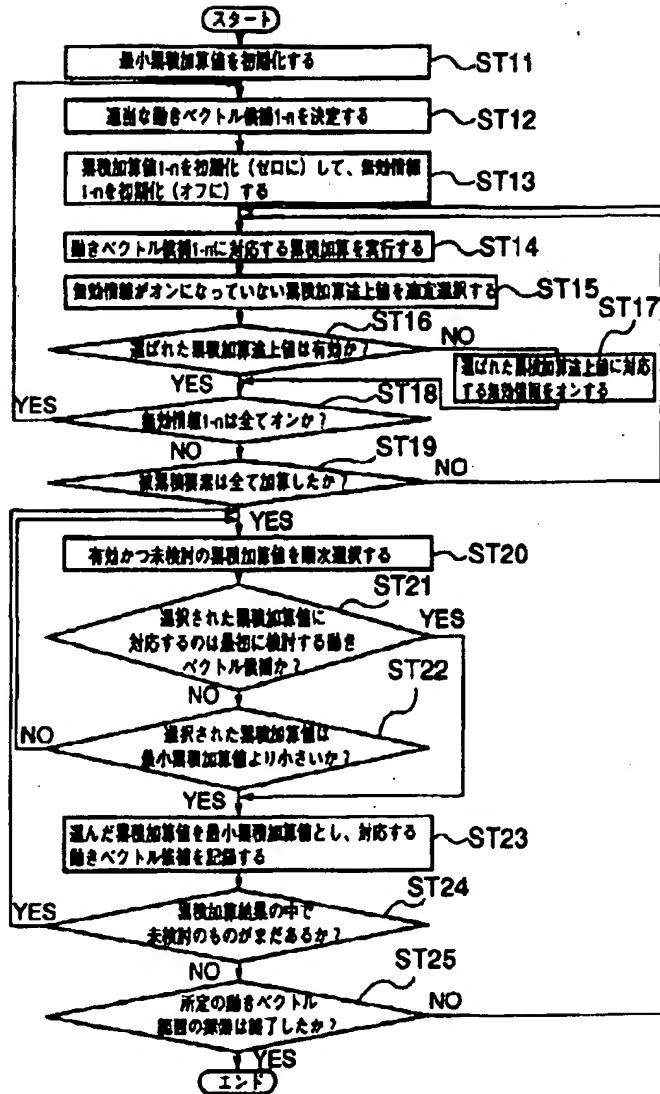 スタート
最小累積加算値を初期化する
ST11
適当な動きベクトル候補1-nを決定する
ST12
累積加算値1-nを初期化（ゼロに）して、無効情報
1-nを初期化（オフに）する
ST13
動きベクトル候補1-nに対応する累積加算を実行する
ST14
無効情報がオンになっていない累積加算途上値を適宜選択する
ST15
ST16
ST17
選ばれた累積加算途上値は有効か？
NO
選ばれた累積加算途上値に対応
する無効情報をオンする
YES
ST18
YES
無効情報1-nは全てオンか？
NO
ST19
被累積要素は全て加算したか？
NO
YES
有効かつ未検討の累積加算値を順次選択する
ST20
ST21
選択された累積加算値に
対応するのは最初に検討する動き
ベクトル候補か？
YES
NO
ST22
NO
選択された累積加算値は
最小累積加算値より小さいか？
YES
選んだ累積加算値を最小累積加算値とし、対応する
動きベクトル候補を記録する
ST23
ST24
YES
累積加算結果の中で
未検討のものがまだあるか？
NO
ST25
所定の動きベクトル
範囲の探索は終了したか？
NO
YES
エンド